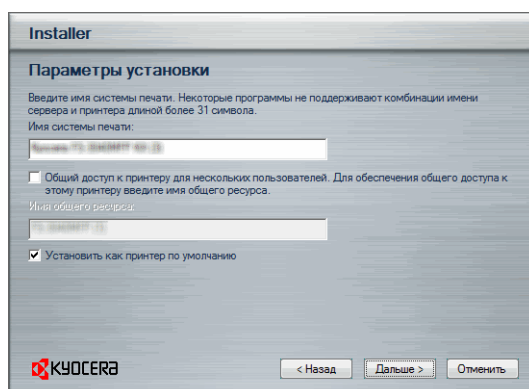 Installer
Параметры установки
Введите имя системы печати. Некоторые программы не поддерживают комбинации имени
сервера и принтера длиной более 31 символа.
Имя системы печати:
Общий доступ к принтеру для нескольких пользователей. Для обеспечения общего доступа к
этому принтеру введите имя общего ресурса.
Имя общего ресурса:
Установить как принтер по умолчанию
KYOCERA
< Назад
Дальше >
Отменить